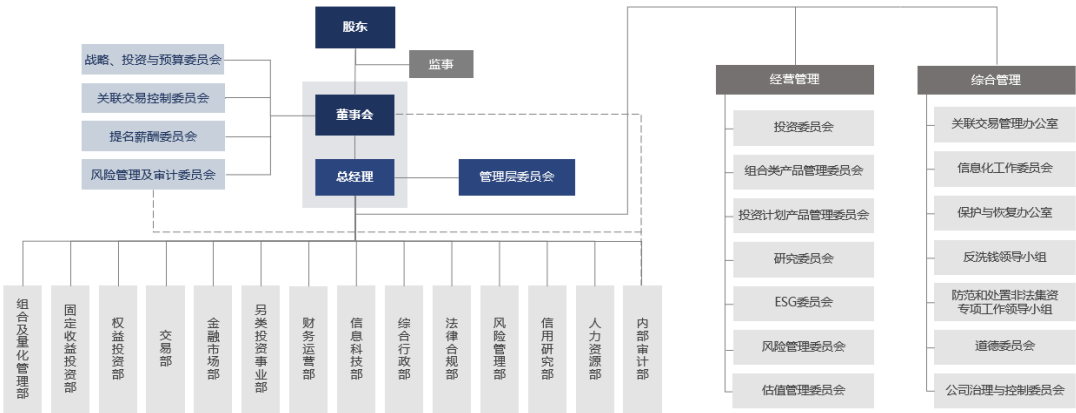 股东
监事
战略、投资与预算委员会
关联交易控制委员会
提名薪酬委员会
风险管理及审计委员会
董事会
总经理
管理层委员会
组合及量化管理部
固定收益投资部
权益投资部
交易部
金融市场部
另类投资事业部
财务运营部
信息科技部
综合行政部
法律合规部
风险管理部
信用研究部
人力资源部
内部审计部
经营管理
投资委员会
组合类产品管理委员会
投资计划产品管理委员会
研究委员会
ESG委员会
风险管理委员会
估值管理委员会
综合管理
关联交易管理办公室
信息化工作委员会
保护与恢复办公室
反洗钱领导小组
防范和处置非法集资
专项工作领导小组
道德委员会
公司治理与控制委员会